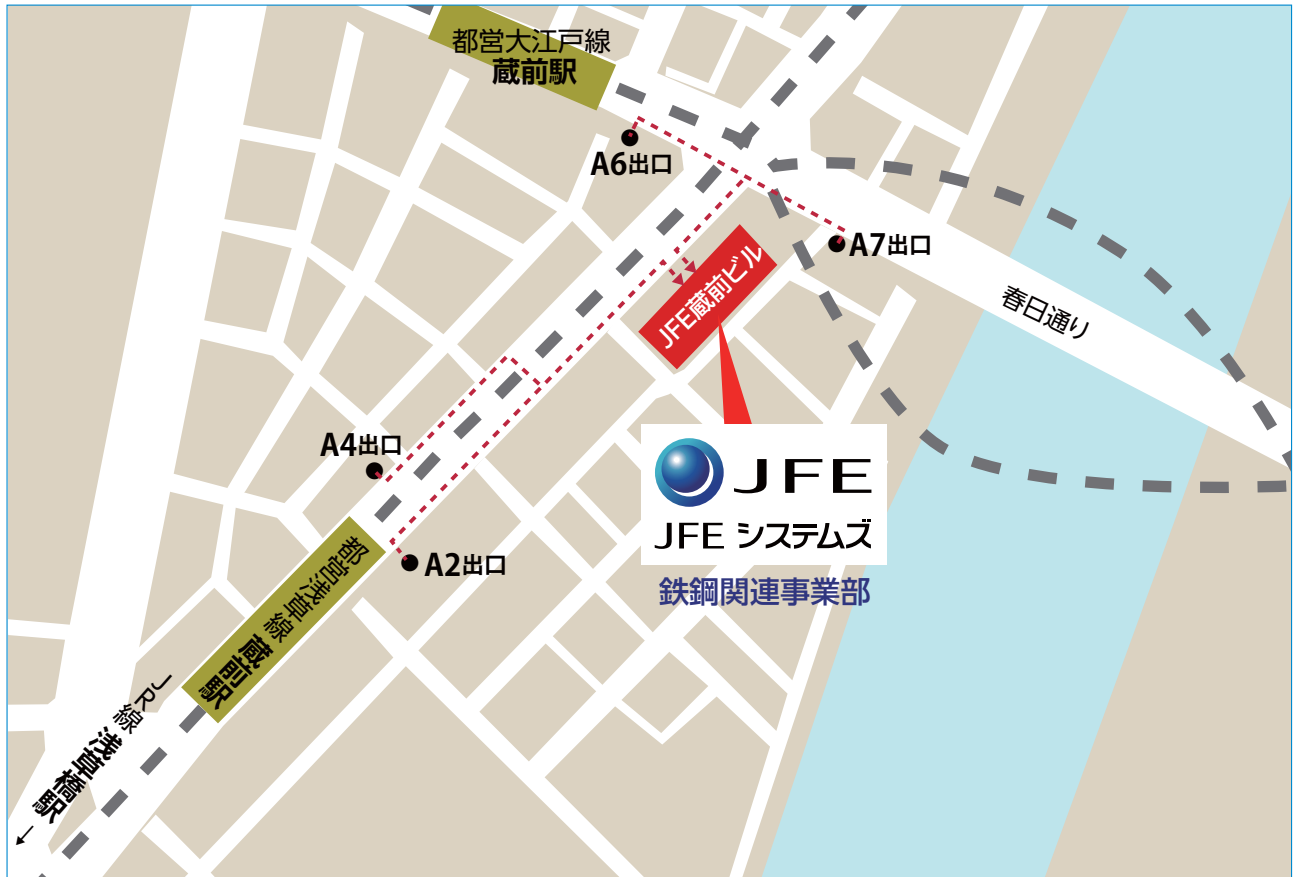 都営大江戸線
蔵前駅
A6出口
A7出口
JFE蔵前ビル
春日通り
A4出口
JFE
JFE システムズ
A2出口
鉄鋼関連事業部
都営浅草線 蔵前駅
JR線 浅草橋駅
←